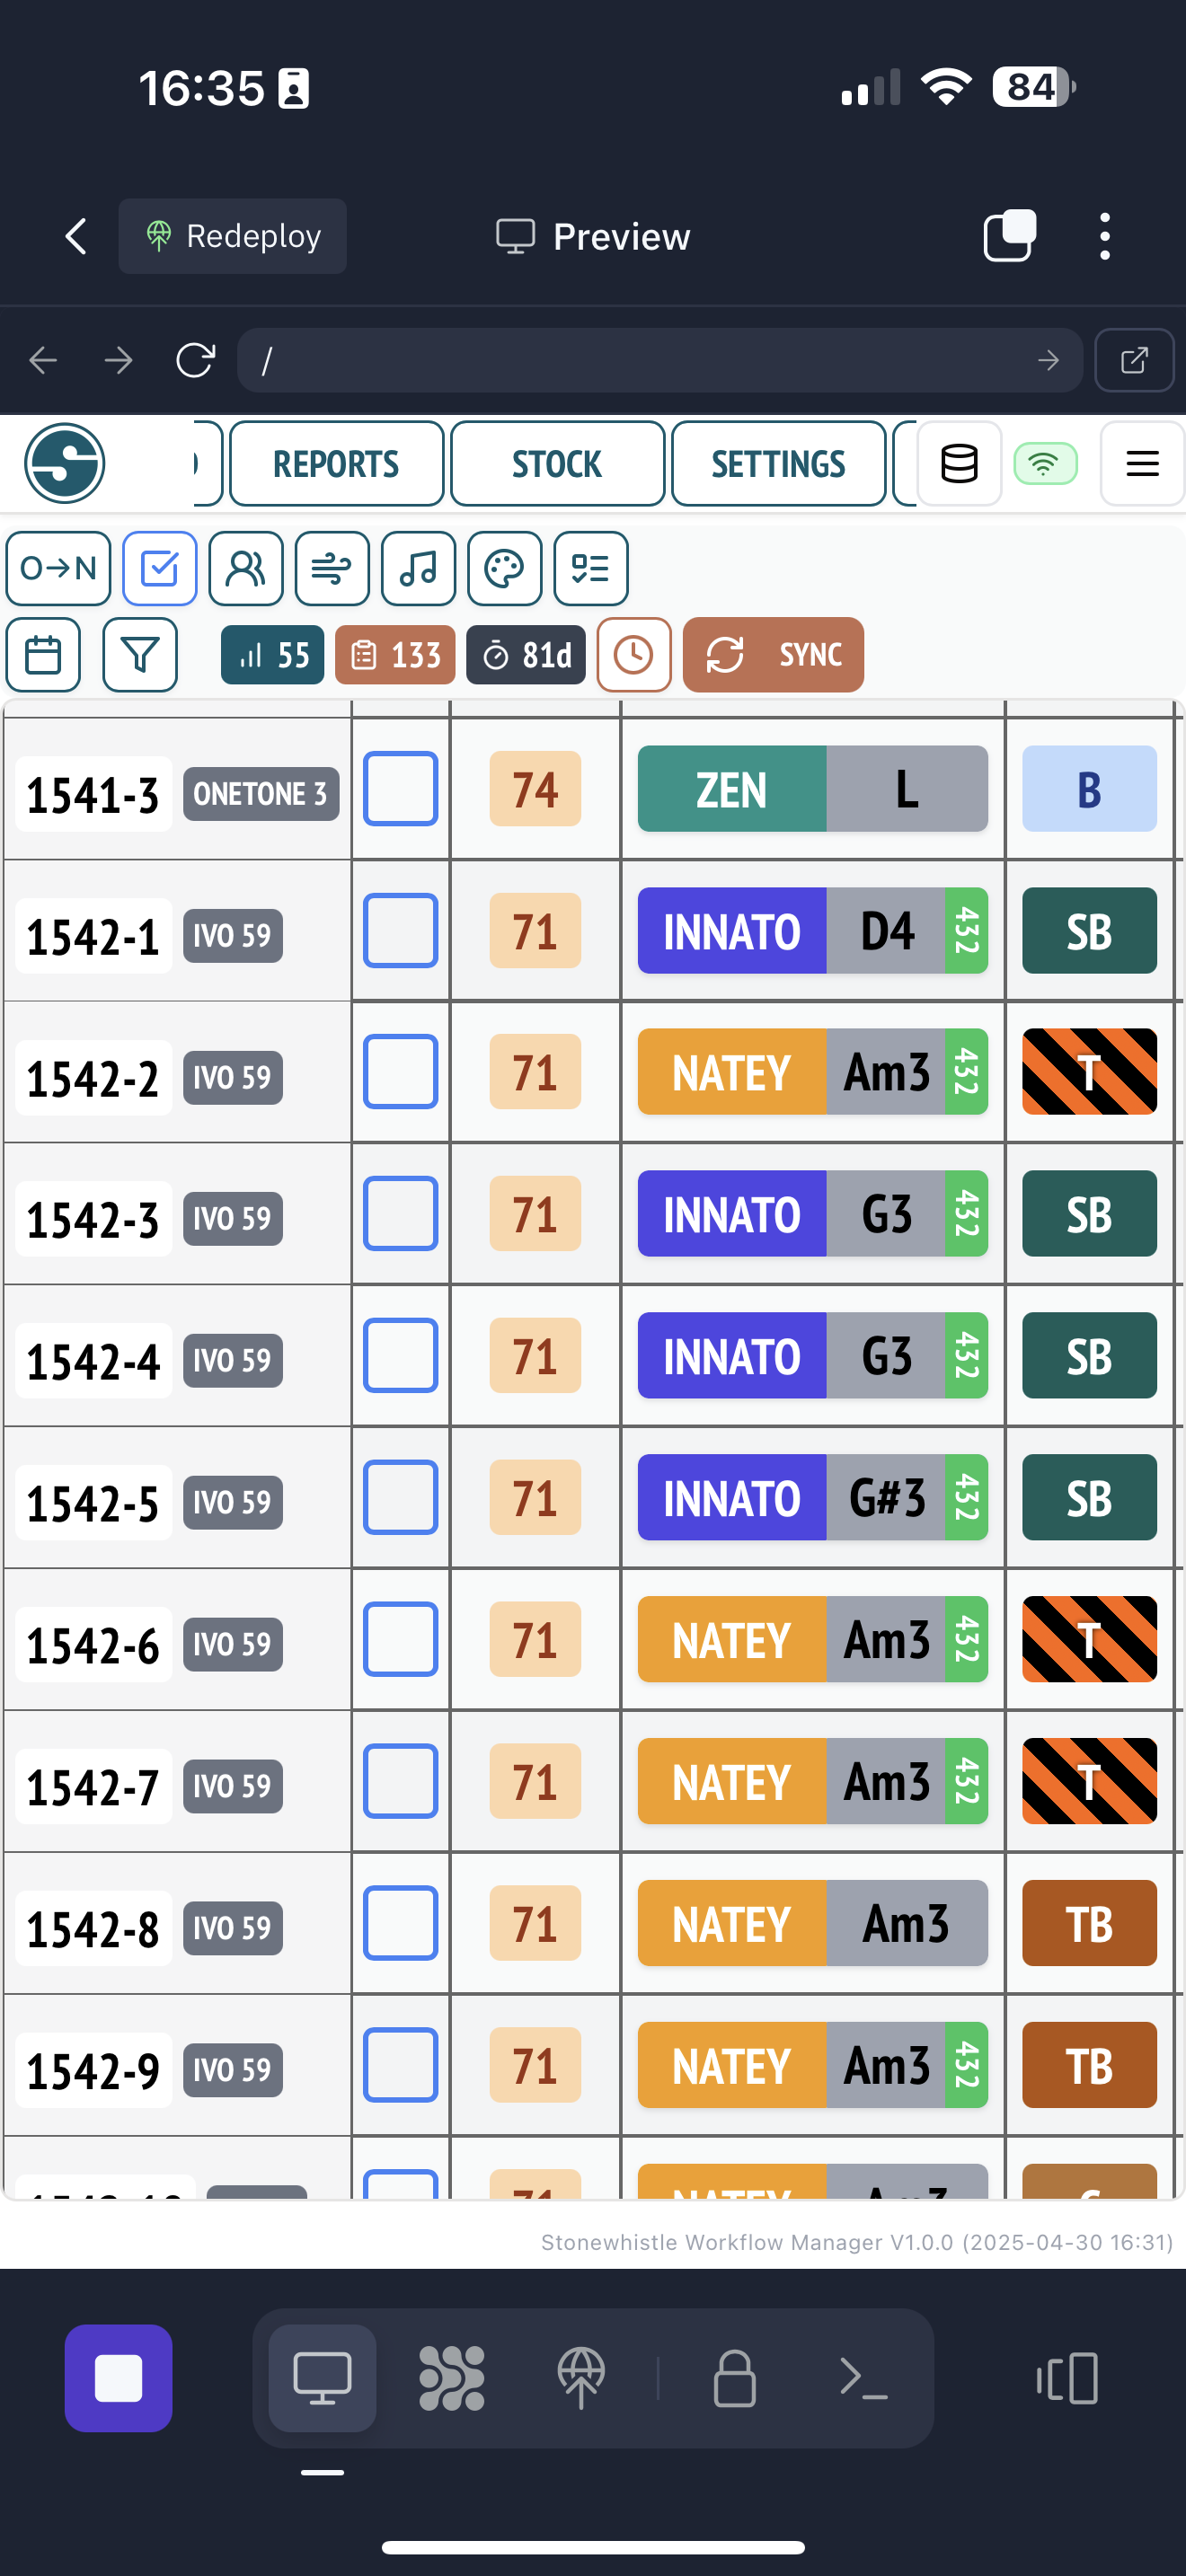 16:35
84
Redeploy
Preview
/
REPORTS
STOCK
SETTINGS
O→N
55
133
81d
SYNC
1541-3 ONETONE 3 74 ZEN L B
1542-1 IVO 59 71 INNATO D4 432 SB
1542-2 IVO 59 71 NATEY Am3 432 T
1542-3 IVO 59 71 INNATO G3 432 SB
1542-4 IVO 59 71 INNATO G3 432 SB
1542-5 IVO 59 71 INNATO G#3 432 SB
1542-6 IVO 59 71 NATEY Am3 432 T
1542-7 IVO 59 71 NATEY Am3 432 T
1542-8 IVO 59 71 NATEY Am3 TB
1542-9 IVO 59 71 NATEY Am3 432 TB
71 NATEY Am3
Stonewhistle Workflow Manager V1.0.0 (2025-04-30 16:31)